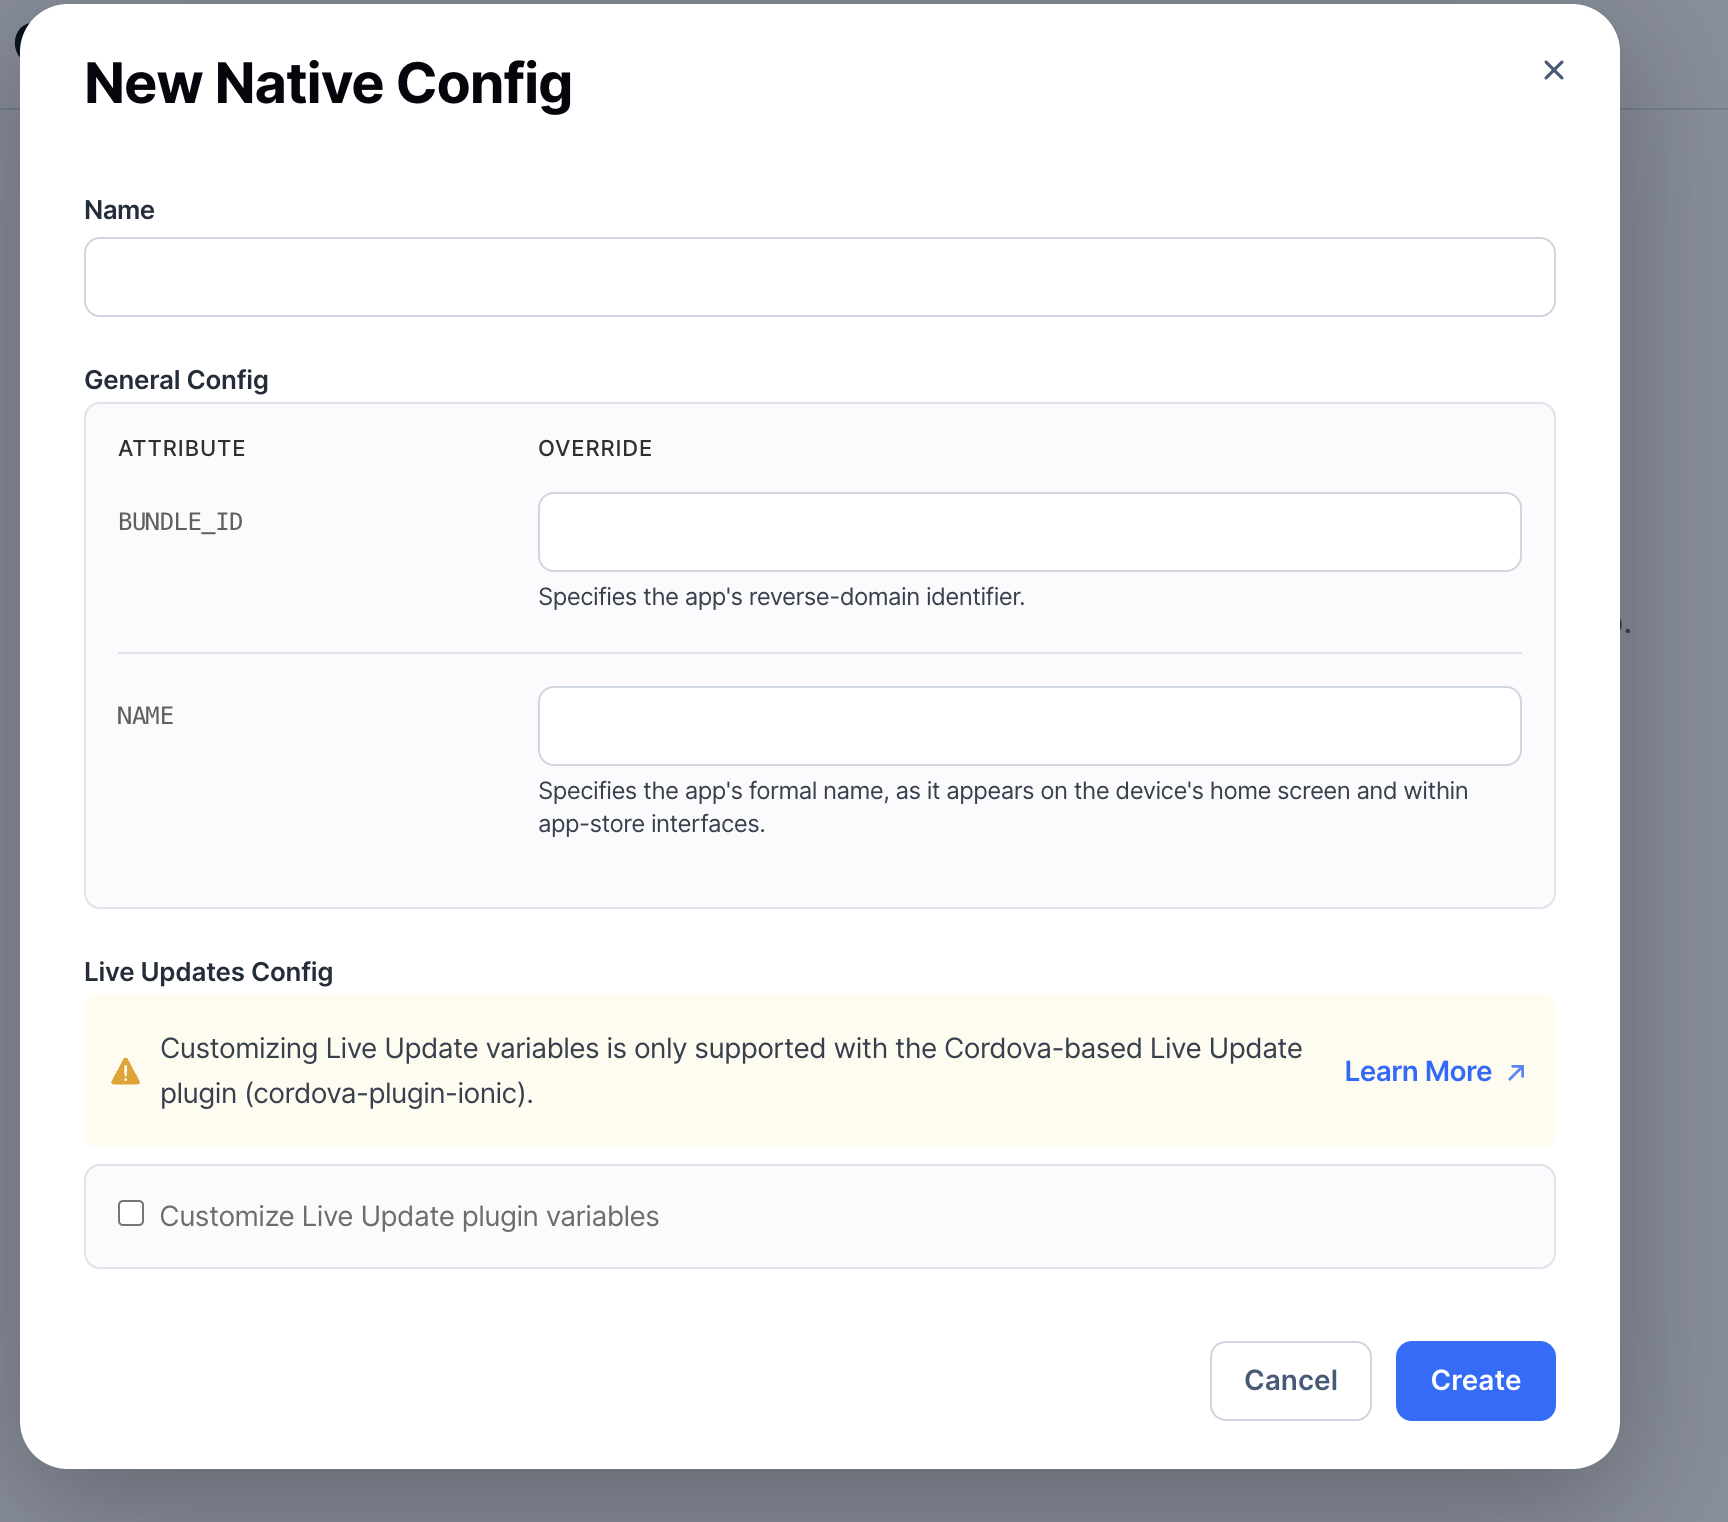 New Native Config
Name
General Config
ATTRIBUTE OVERRIDE
BUNDLE_ID
Specifies the app's reverse-domain identifier.
NAME
Specifies the app's formal name, as it appears on the device's home screen and within
app-store interfaces.
Live Updates Config
Customizing Live Update variables is only supported with the Cordova-based Live Update
plugin (cordova-plugin-ionic).
Learn More
Customize Live Update plugin variables
Cancel Create